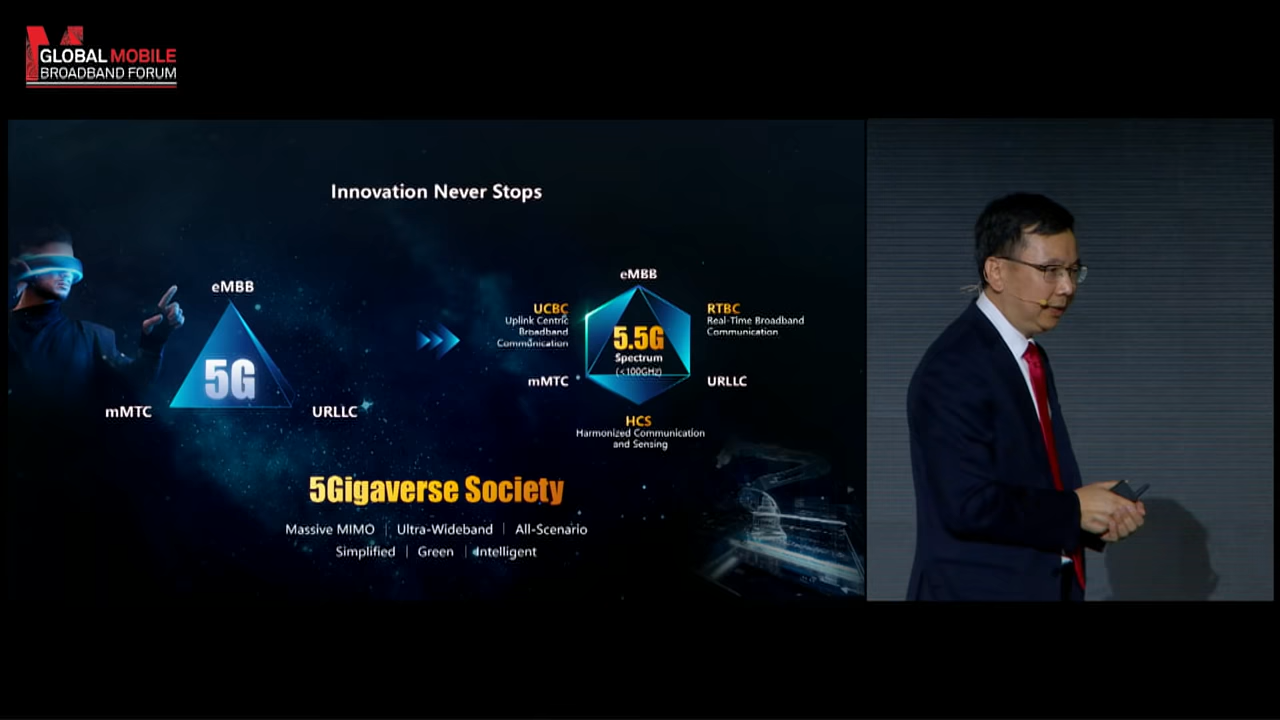 GLOBAL MOBILE
BROADBAND FORUM
Innovation Never Stops
eMBB
5G
mMTC
URLLC
eMBB
UCBC
Uplink Centric
Broadband
Communication
RTBC
Real-Time Broadband
Communication
5.5G
Spectrum
(<100GHz)
mMTC
URLLC
HCS
Harmonized Communication
and Sensing
5Gigaverse Society
Massive MIMO | Ultra-Wideband | All-Scenario
Simplified | Green | Intelligent